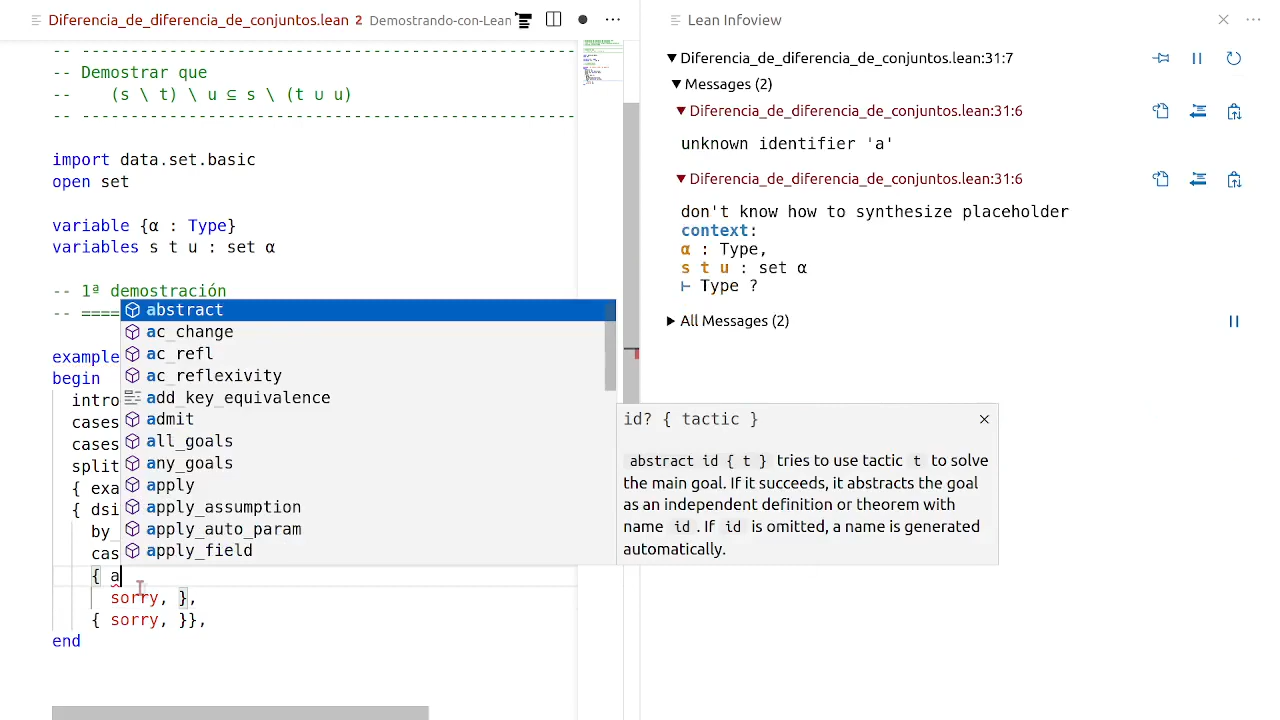 Diferencia_de_diferencia_de_conjuntos.lean 2 Demostrando-con-Lean
-- ----------------------------------------------------
-- Demostrar que
--    (s \ t) \ u ⊆ s \ (t ∪ u)
-- ----------------------------------------------------
import data.set.basic
open set
variable {α : Type}
variables s t u : set α
-- 1ª demostración
-- ====
example
begin
intro
cases
cases
split
{ exa
{ dsi
by_
cas
{ a
sorry, },
{ sorry, }},
end
abstract
ac_change
ac_refl
ac_reflexivity
add_key_equivalence
admit
all_goals
any_goals
apply
apply_assumption
apply_auto_param
apply_field
id? { tactic }
abstract id { t } tries to use tactic t to solve
the main goal. If it succeeds, it abstracts the goal
as an independent definition or theorem with
name id. If id is omitted, a name is generated
automatically.
Lean Infoview
Diferencia_de_diferencia_de_conjuntos.lean:31:7
Messages (2)
Diferencia_de_diferencia_de_conjuntos.lean:31:6
unknown identifier 'a'
Diferencia_de_diferencia_de_conjuntos.lean:31:6
don't know how to synthesize placeholder
context:
α : Type,
s t u : set α
⊢ Type ?
All Messages (2)